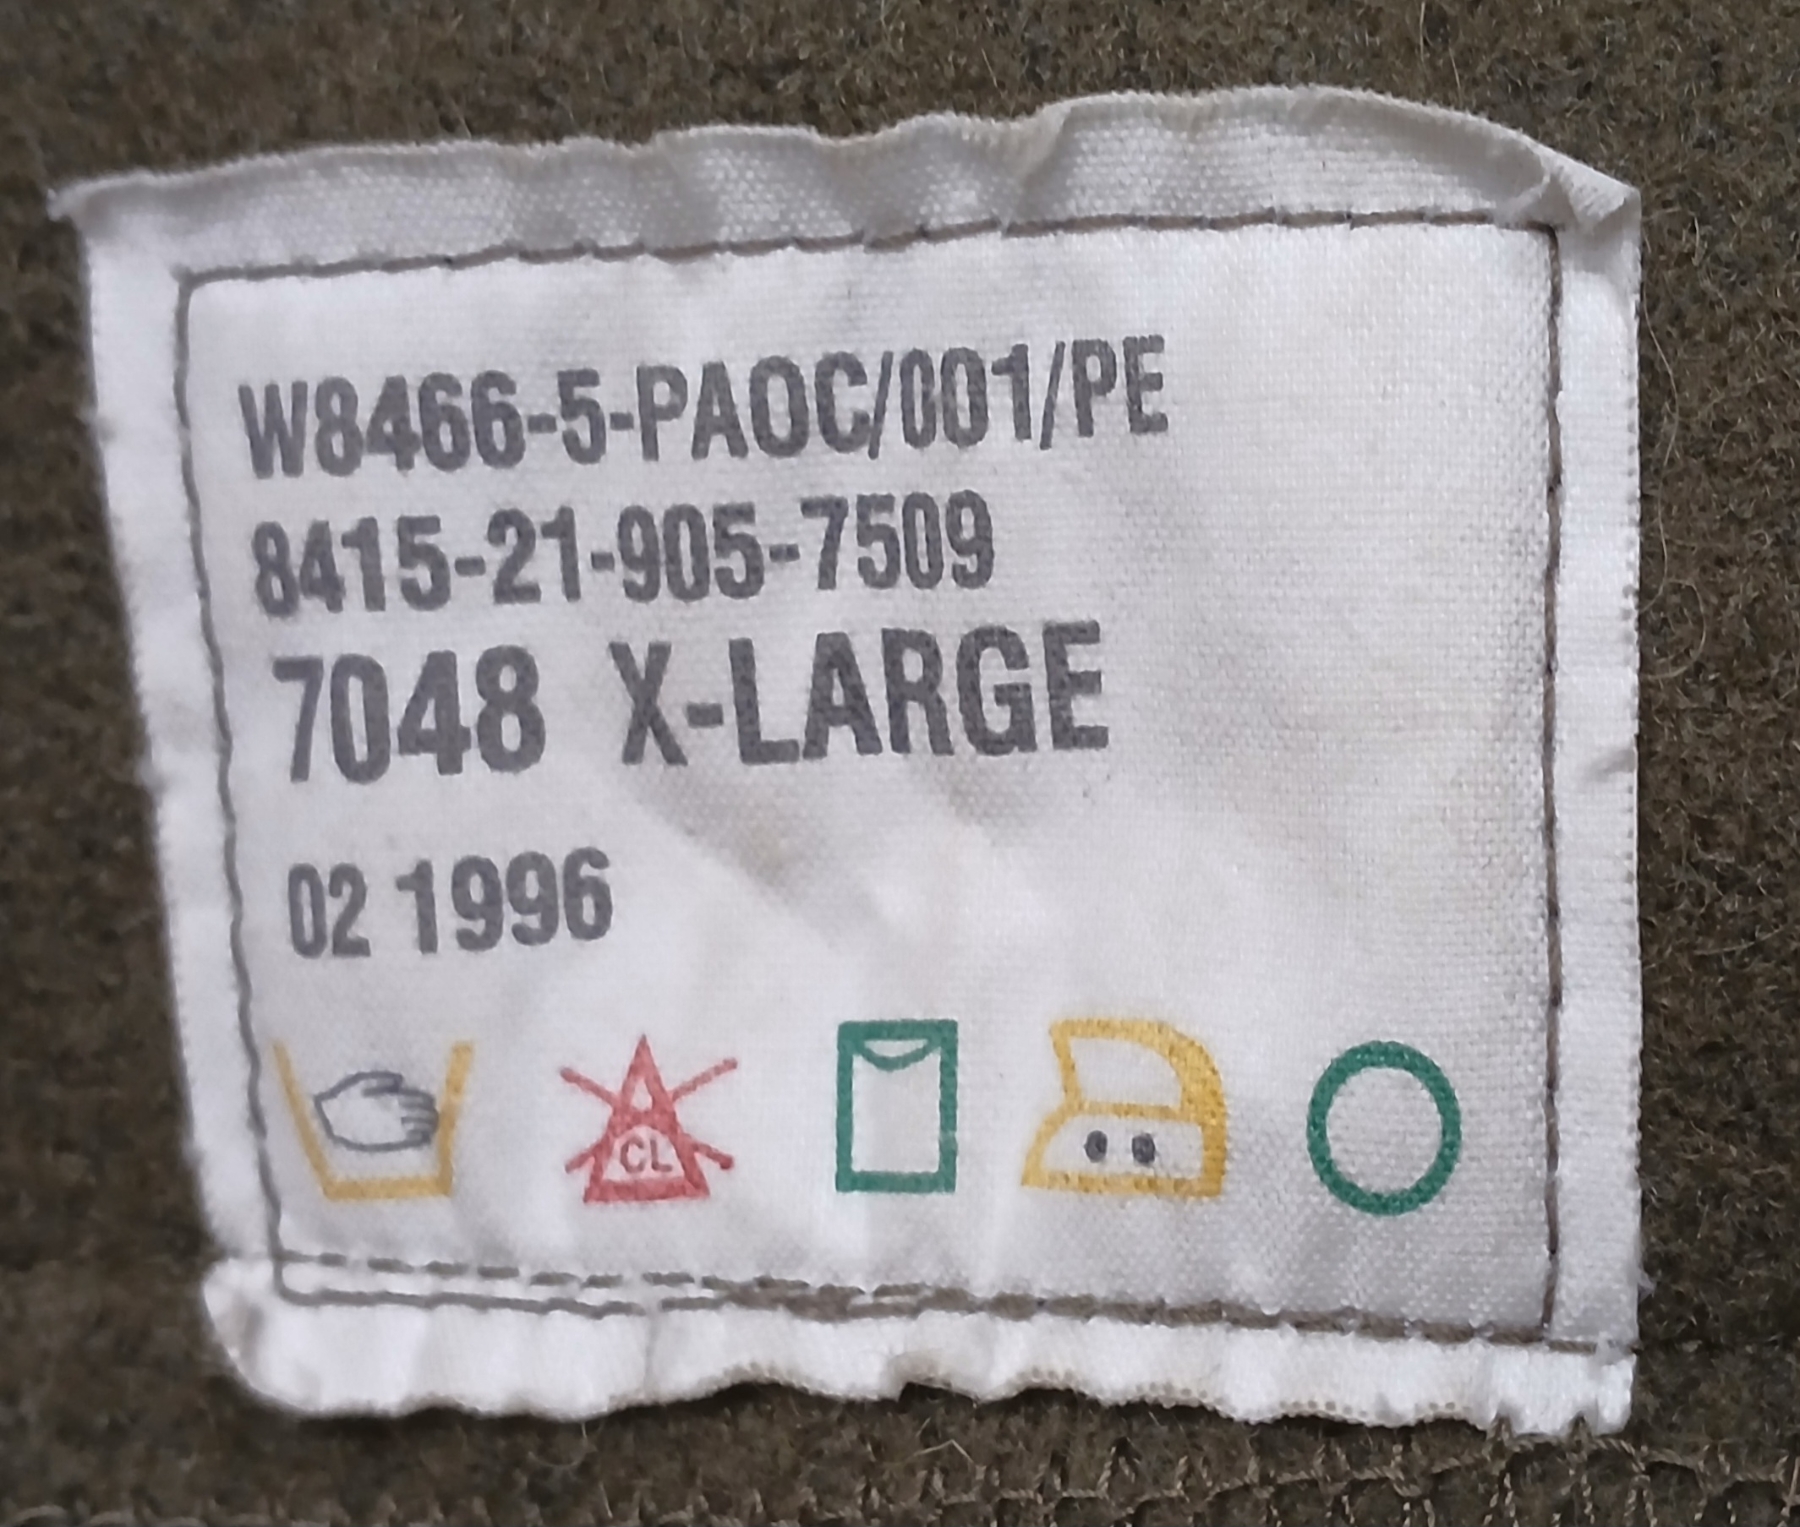 W8466-5-PAOC/001/PE
8415-21-905-7509
7048 X-LARGE
02 1996
CL